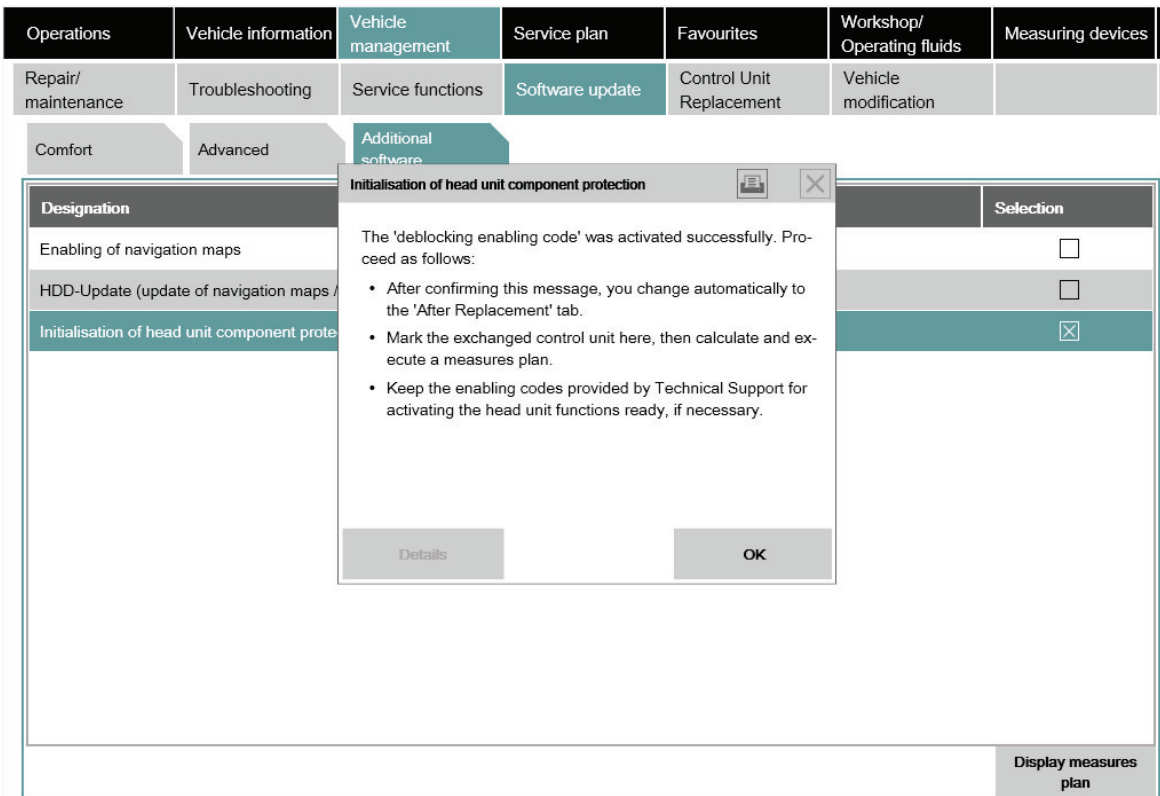 Operations
Vehicle information
Vehicle
management
Service plan
Favourites
Workshop/
Operating fluids
Measuring devices
Repair/
maintenance
Troubleshooting
Service functions
Software update
Control Unit
Replacement
Vehicle
modification
Comfort
Advanced
Additional
software
Initialisation of head unit component protection
Designation
Selection
Enabling of navigation maps
HDD-Update (update of navigation maps /
Initialisation of head unit component prote
The 'deblocking enabling code' was activated successfully. Pro-
ceed as follows:
• After confirming this message, you change automatically to
the 'After Replacement' tab.
• Mark the exchanged control unit here, then calculate and ex-
ecute a measures plan.
• Keep the enabling codes provided by Technical Support for
activating the head unit functions ready, if necessary.
Details
OK
Display measures
plan